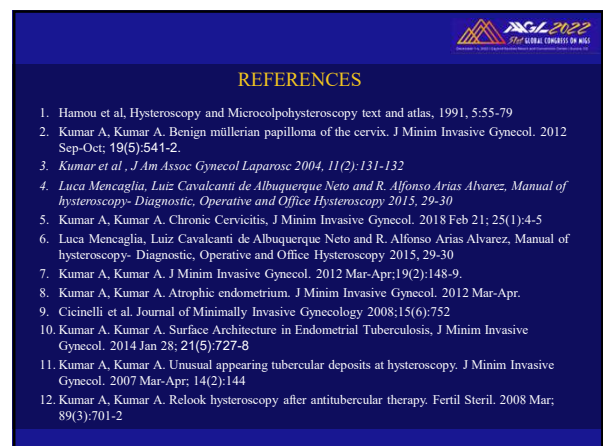 AAGL 2022
51st GLOBAL CONGRESS ON MIGS
REFERENCES
1. Hamou et al, Hysteroscopy and Microcolpohysteroscopy text and atlas, 1991, 5:55-79
2. Kumar A, Kumar A. Benign müllerian papilloma of the cervix. J Minim Invasive Gynecol. 2012
Sep-Oct; 19(5):541-2.
3. Kumar et al , J Am Assoc Gynecol Laparosc 2004, 11(2):131-132
4. Luca Mencaglia, Luiz Cavalcanti de Albuquerque Neto and R. Alfonso Arias Alvarez, Manual of
hysteroscopy- Diagnostic, Operative and Office Hysteroscopy 2015, 29-30
5. Kumar A, Kumar A. Chronic Cervicitis, J Minim Invasive Gynecol. 2018 Feb 21; 25(1):4-5
6. Luca Mencaglia, Luiz Cavalcanti de Albuquerque Neto and R. Alfonso Arias Alvarez, Manual of
hysteroscopy- Diagnostic, Operative and Office Hysteroscopy 2015, 29-30
7. Kumar A, Kumar A. J Minim Invasive Gynecol. 2012 Mar-Apr;19(2):148-9.
8. Kumar A, Kumar A. Atrophic endometrium. J Minim Invasive Gynecol. 2012 Mar-Apr.
9. Cicinelli et al. Journal of Minimally Invasive Gynecology 2008;15(6):752
10. Kumar A. Kumar A. Surface Architecture in Endometrial Tuberculosis, J Minim Invasive
Gynecol. 2014 Jan 28; 21(5):727-8
11. Kumar A, Kumar A. Unusual appearing tubercular deposits at hysteroscopy. J Minim Invasive
Gynecol. 2007 Mar-Apr; 14(2):144
12. Kumar A, Kumar A. Relook hysteroscopy after antitubercular therapy. Fertil Steril. 2008 Mar;
89(3):701-2